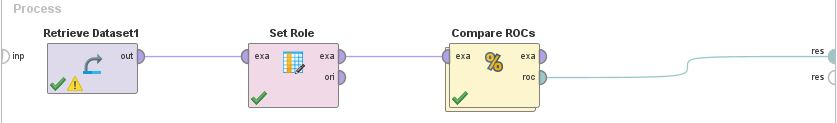 Process
Retrieve Dataset1 Set Role Compare ROCs
res
inp out exa exa exa exa
ori roc res